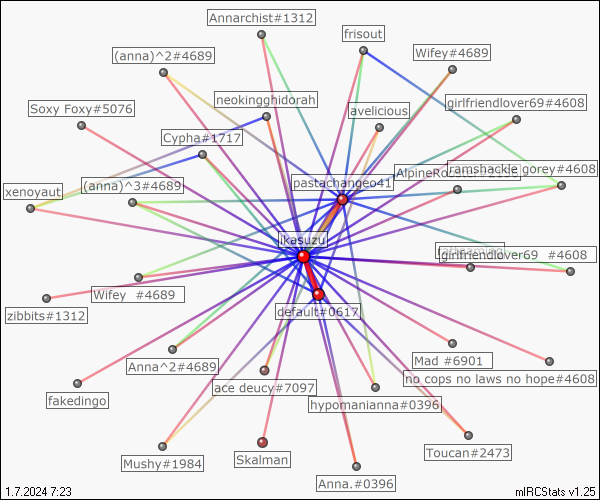 Annarchist#1312
frisout
(anna)^2#4689
Wifey#4689
neokingghidorah
girlfriendlover69#4608
Soxy Foxy#5076
avelicious
Cypha#1717
ramshackle gorey#4608
pastachangeo41
xenoyaut
(anna)^3#4689
ikasuzu
girlfriendlover69 #4608
Wifey #4689
zibbits#1312
default#0617
Anna^2#4689
Mad #6901
no cops no laws no hope#4608
fakedingo
ace deucy#7097
hypomanianna#0396
Toucan#2473
Mushy#1984
Skalman
Anna.#0396
1.7.2024 7:23
mIRCStats v1.25